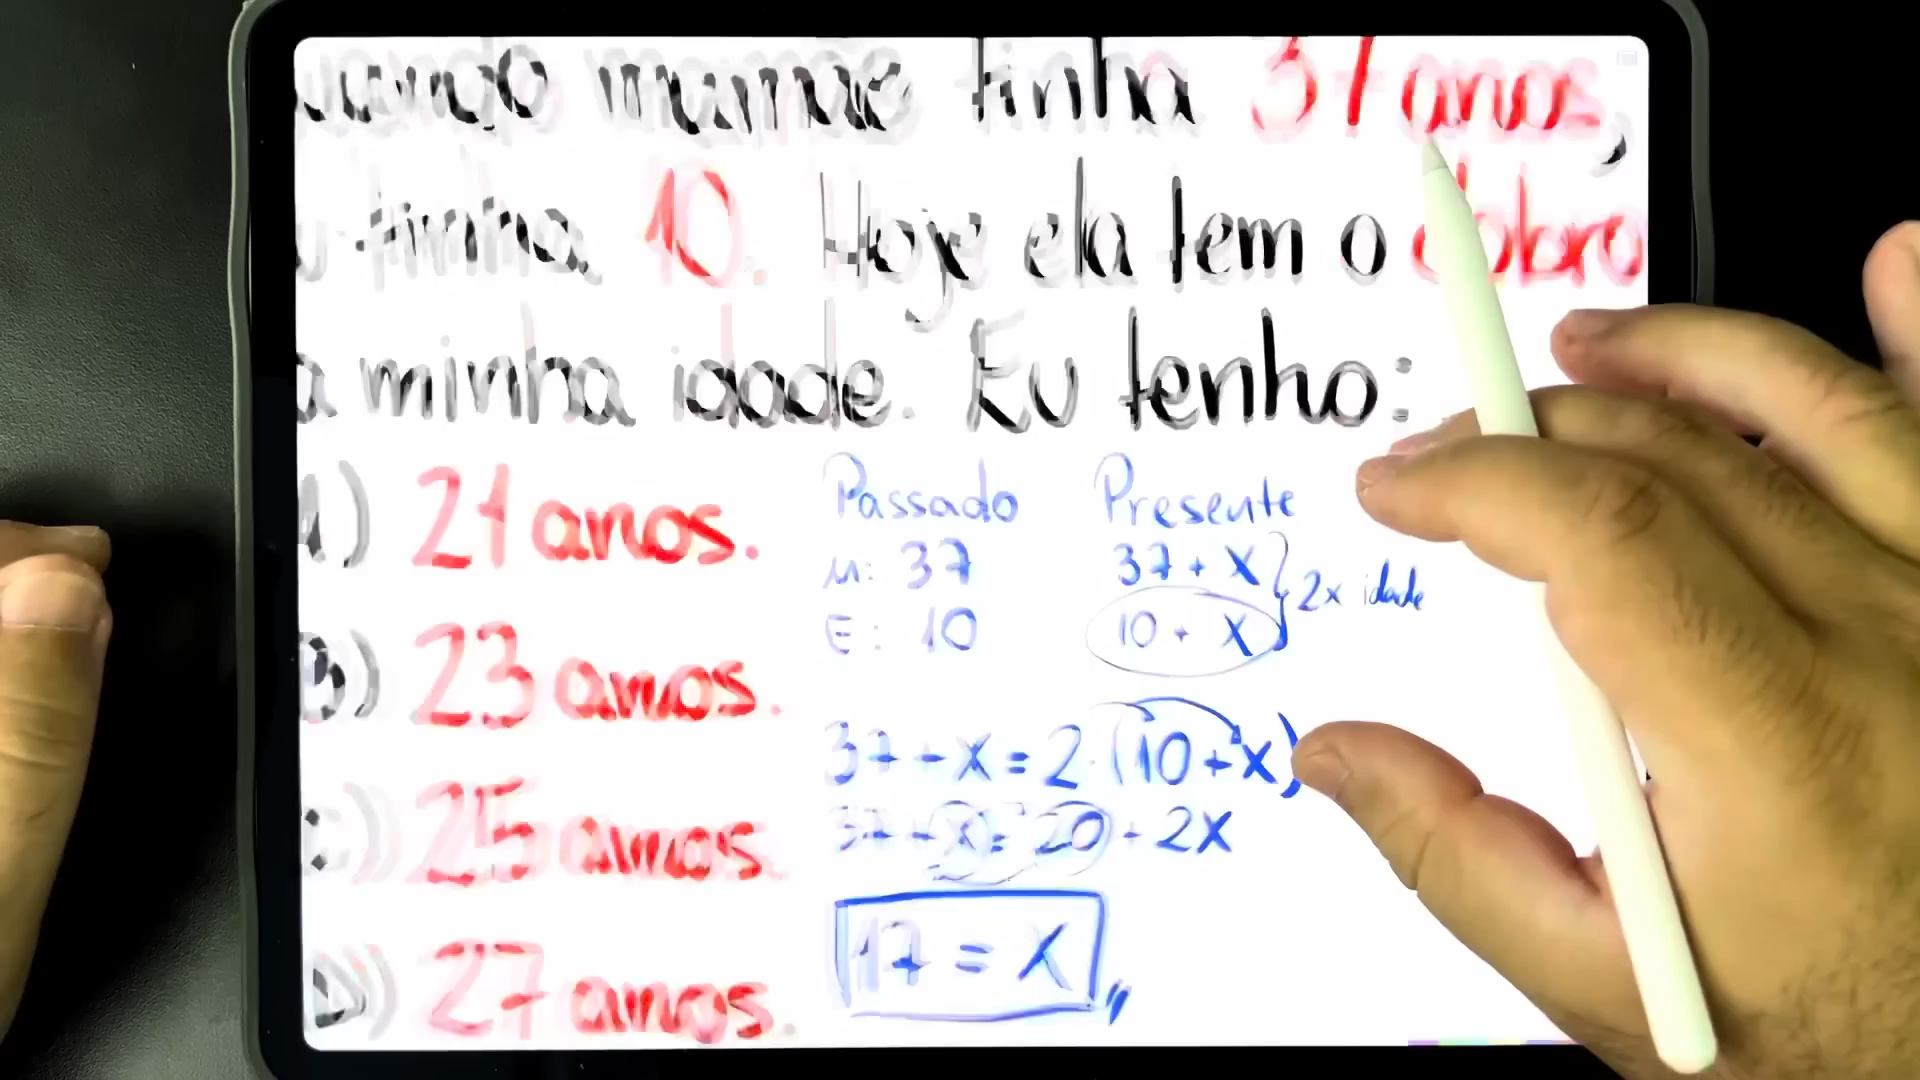 uando mamãe tinha 37 anos,
u tinha 10. Hoje ela tem o dobro
a minha idade. Eu tenho:
A) 21 anos.
B) 23 anos.
C) 25 anos.
D) 27 anos.
Passado Presente
M: 37 37 + X
E: 10 10 + X
2x idade
37 + X = 2 · (10 + X)
37 + X = 20 + 2X
17 = X